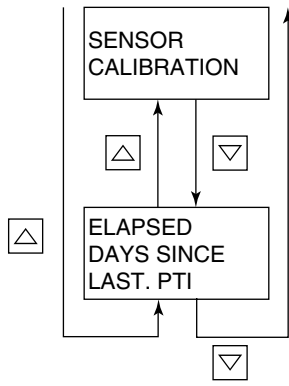 SENSOR
CALIBRATION
ELAPSED
DAYS SINCE
LAST. PTI